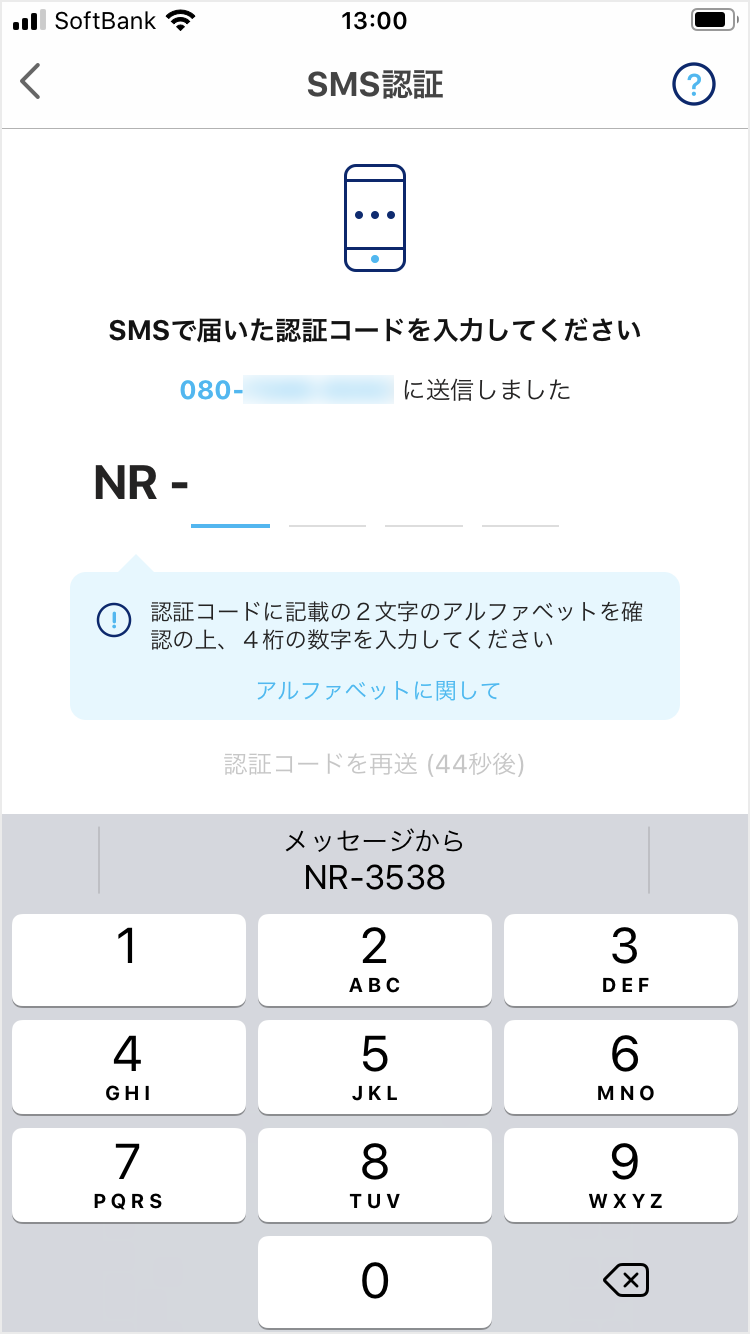 SoftBank 13:00
SMS認証 ?
SMSで届いた認証コードを入力してください
080- に送信しました
NR -
! 認証コードに記載の２文字のアルファベットを確
認の上、４桁の数字を入力してください
アルファベットに関して
認証コードを再送 (44秒後)
メッセージから
NR-3538
1 2 3
ABC DEF
4 5 6
GHI JKL MNO
7 8 9
PQRS TUV WXYZ
0